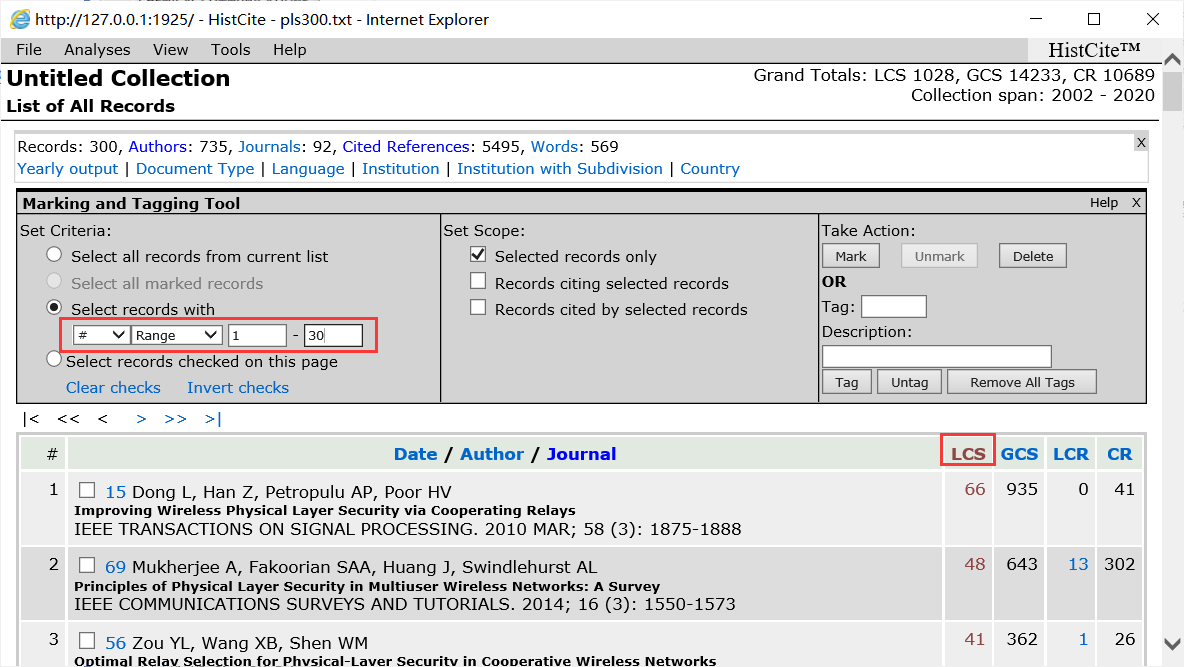 http://127.0.0.1:1925/ - HistCite - pls300.txt - Internet Explorer
File Analyses View Tools Help HistCite™
Untitled Collection
Grand Totals: LCS 1028, GCS 14233, CR 10689
List of All Records
Collection span: 2002 - 2020
Records: 300, Authors: 735, Journals: 92, Cited References: 5495, Words: 569 X
Yearly output | Document Type | Language | Institution | Institution with Subdivision | Country
Marking and Tagging Tool Help X
Set Criteria:
Select all records from current list
Select all marked records
Select records with
# Range 1 - 30
Select records checked on this page
Clear checks Invert checks
Set Scope:
Selected records only
Records citing selected records
Records cited by selected records
Take Action:
Mark Unmark Delete
OR
Tag:
Description:
Tag Untag Remove All Tags
|< << < > >> >|
# Date / Author / Journal LCS GCS LCR CR
1 15 Dong L, Han Z, Petropulu AP, Poor HV 66 935 0 41
Improving Wireless Physical Layer Security via Cooperating Relays
IEEE TRANSACTIONS ON SIGNAL PROCESSING. 2010 MAR; 58 (3): 1875-1888
2 69 Mukherjee A, Fakoorian SAA, Huang J, Swindlehurst AL 48 643 13 302
Principles of Physical Layer Security in Multiuser Wireless Networks: A Survey
IEEE COMMUNICATIONS SURVEYS AND TUTORIALS. 2014; 16 (3): 1550-1573
3 56 Zou YL, Wang XB, Shen WM 41 362 1 26
Optimal Relay Selection for Physical-Layer Security in Cooperative Wireless Networks